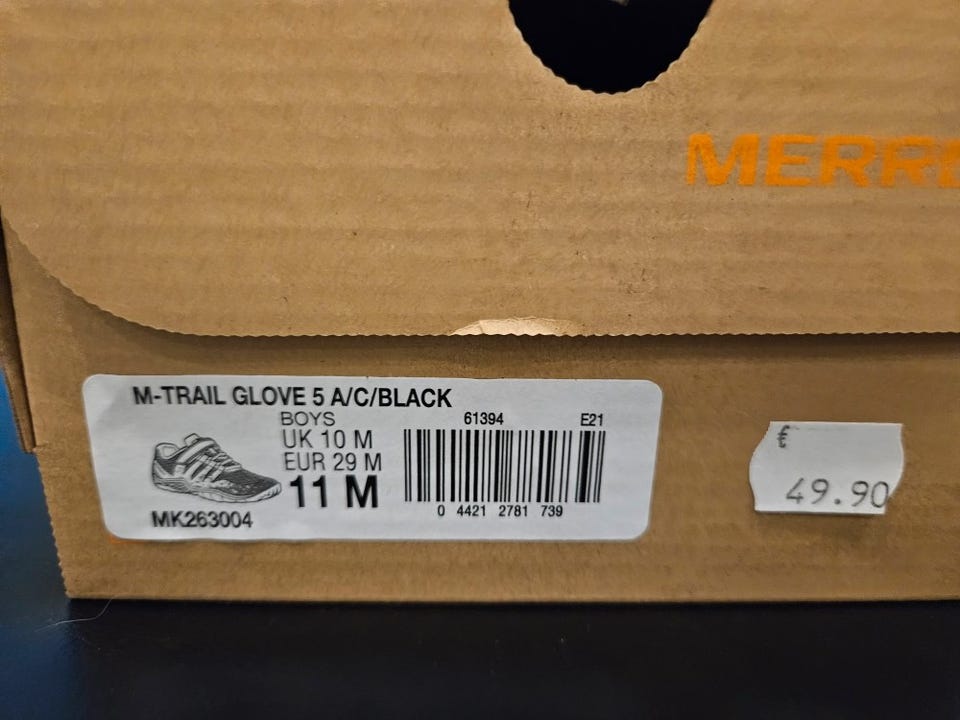 MERR
M-TRAIL GLOVE 5 A/C/BLACK
BOYS
UK 10 M
EUR 29 M
11 M
MK263004
61394 E21
0 4421 2781 739
€
49.90